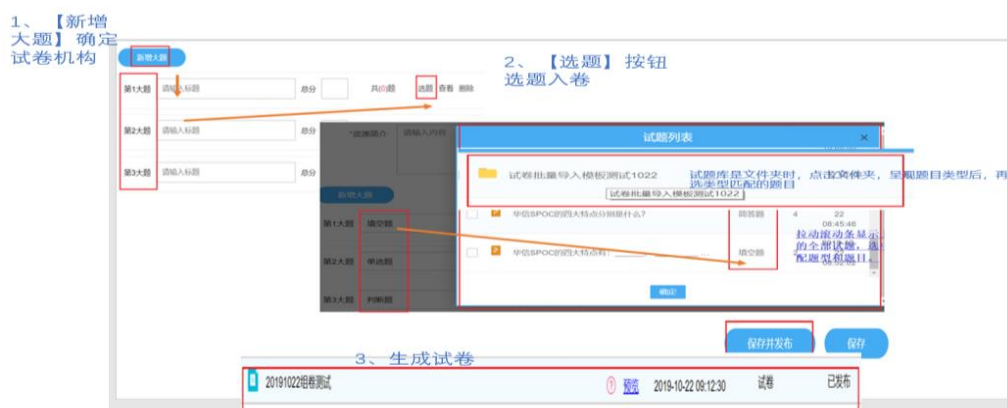 1、【新增
大题】确定
试卷机构
新增大题
2、【选题】按钮
选题入卷
第1大题 请输入标题 总分 共(0)题 选题 查看 删除
第2大题 请输入标题 总分
第3大题 请输入标题 总分
请输入内容
试题列表 ×
试卷批量导入模板测试1022
试题库是文件夹时，点击文件夹，呈现题目类型后，再
选类型匹配的题目
试卷批量导入模板测试1022
新增大题
华信SPOC的四大特点分别是什么? 简答题 4 22
08:45:46
第1大题 填空题
拉动滚动条显示
的全部试题，选
配题型和题目。
华信SPOC的四大特点有： 填空题
第2大题 单选题
第3大题 判断题
确定
保存并发布 保存
3、生成试卷
20191022组卷测试 预览 2019-10-22 09:12:30 试卷 已发布